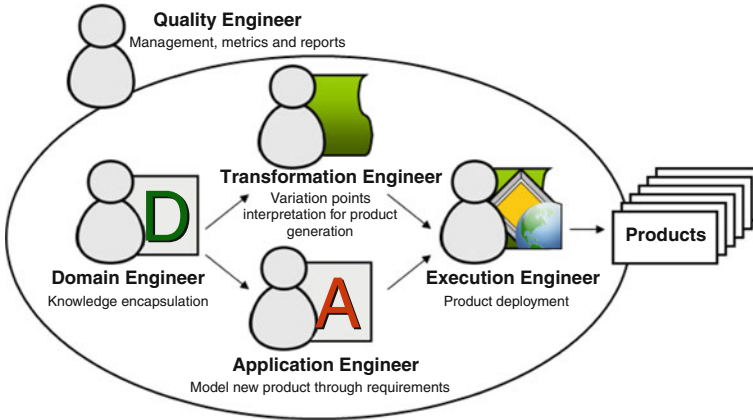 Quality Engineer
Management, metrics and reports
Transformation Engineer
Variation points
interpretation for product
generation
D
Domain Engineer
Knowledge encapsulation
A
Application Engineer
Model new product through requirements
Execution Engineer
Product deployment
Products